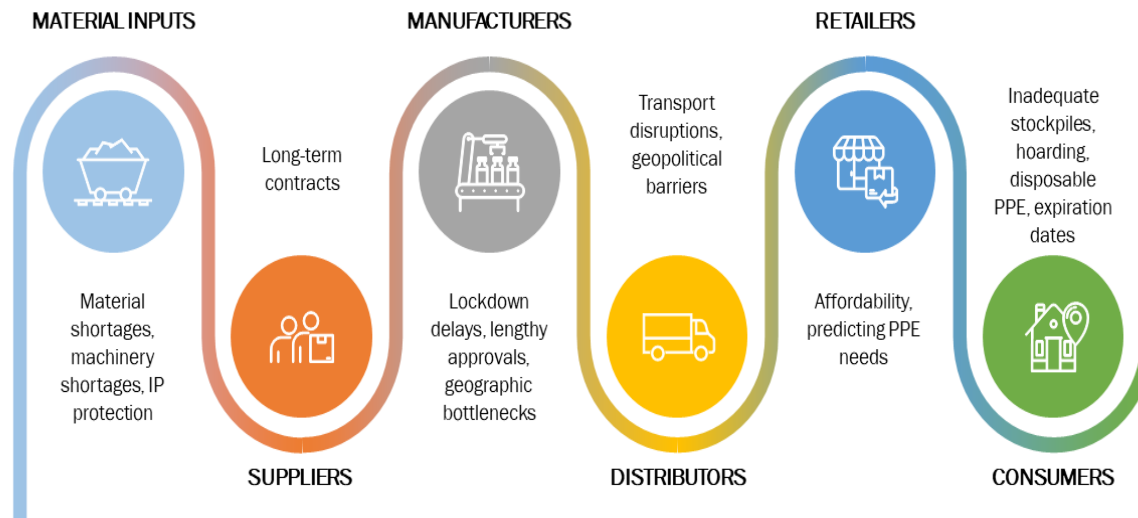 MATERIAL INPUTS
MANUFACTURERS
RETAILERS
Long-term
contracts
Transport
disruptions,
geopolitical
barriers
Inadequate
stockpiles,
hoarding,
disposable
PPE, expiration
dates
Material
shortages,
machinery
shortages, IP
protection
Lockdown
delays, lengthy
approvals,
geographic
bottlenecks
Affordability,
predicting PPE
needs
SUPPLIERS
DISTRIBUTORS
CONSUMERS